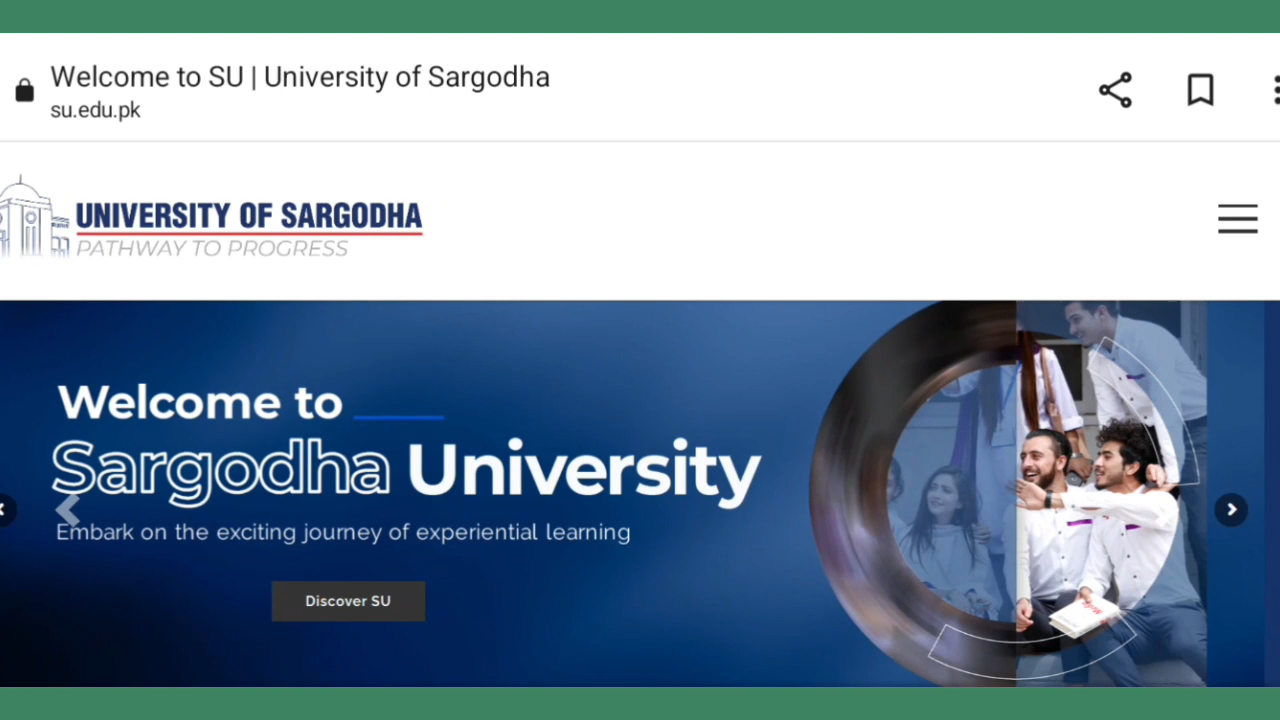 Welcome to SU | University of Sargodha
su.edu.pk
UNIVERSITY OF SARGODHA
PATHWAY TO PROGRESS
Welcome to
Sargodha University
Embark on the exciting journey of experiential learning
Discover SU